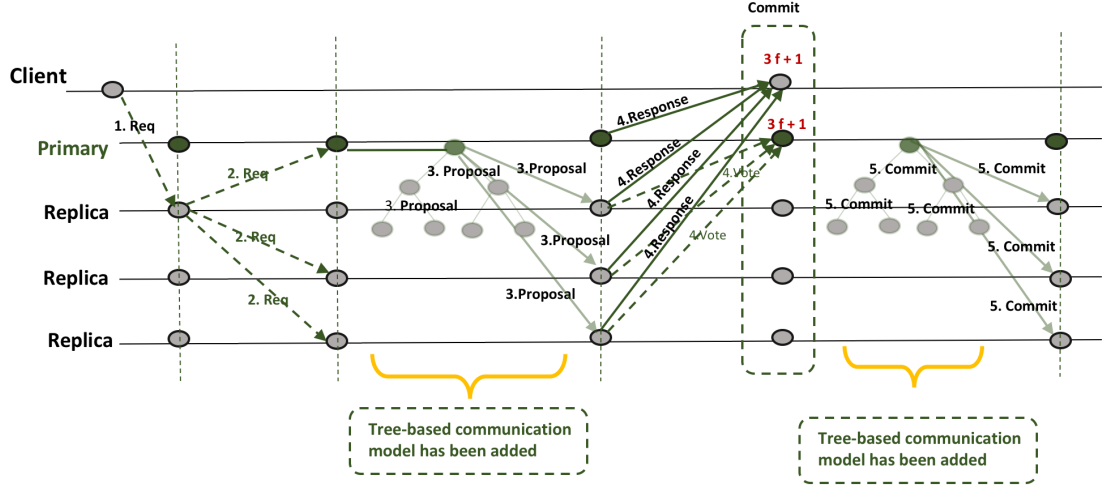 Commit
3 f + 1
Client
1. Req
Primary
3 f + 1
2. Req
3. Proposal
3.Proposal
4.Response
4.Response
4.Response
4.Response
4.Vote
4.Vote
5. Commit
5. Commit
3. Proposal
5. Commit
5. Commit
Replica
2. Req
3.Proposal
5. Commit
Replica
2. Req
3.Proposal
5. Commit
Replica
Tree-based communication
model has been added
Tree-based communication
model has been added